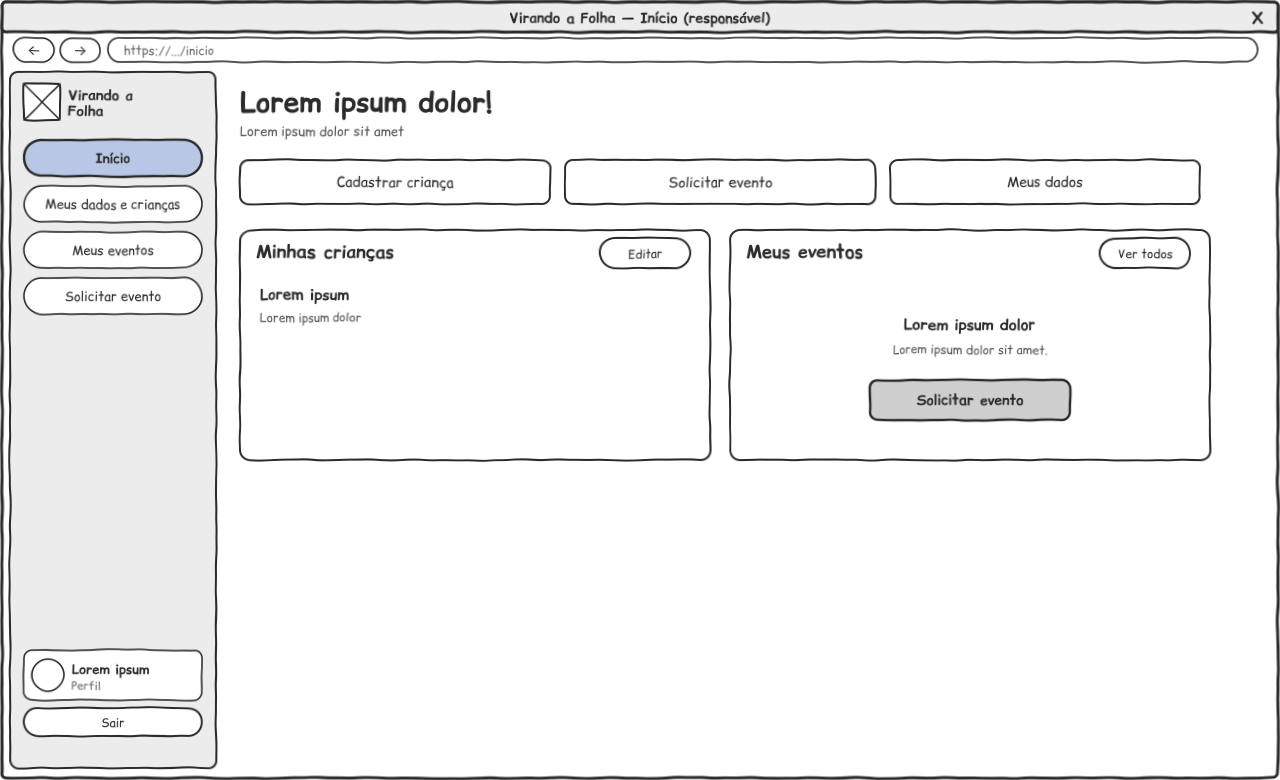 Virando a Folha — Início (responsável)
X
← →
https://.../inicio
Virando a
Folha
Início
Meus dados e crianças
Meus eventos
Solicitar evento
Lorem ipsum
Perfil
Sair
Lorem ipsum dolor!
Lorem ipsum dolor sit amet
Cadastrar criança
Solicitar evento
Meus dados
Minhas crianças
Editar
Lorem ipsum
Lorem ipsum dolor
Meus eventos
Ver todos
Lorem ipsum dolor
Lorem ipsum dolor sit amet.
Solicitar evento